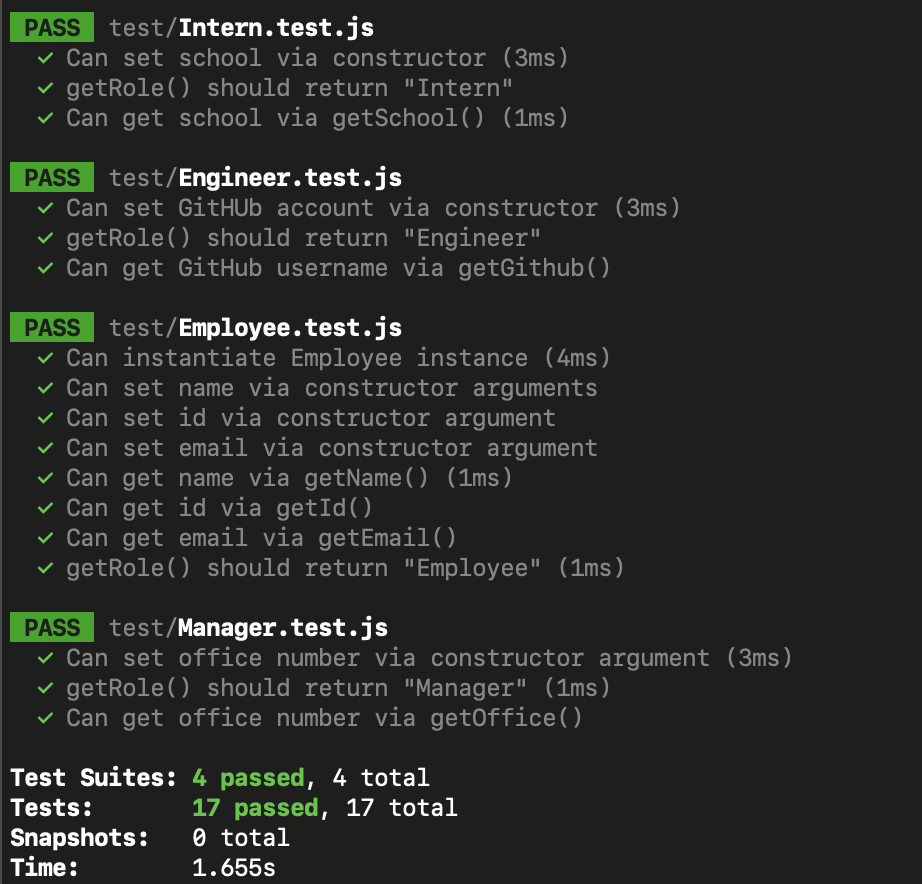 PASS test/Intern.test.js
✓ Can set school via constructor (3ms)
✓ getRole() should return "Intern"
✓ Can get school via getSchool() (1ms)
PASS test/Engineer.test.js
✓ Can set GitHUb account via constructor (3ms)
✓ getRole() should return "Engineer"
✓ Can get GitHub username via getGithub()
PASS test/Employee.test.js
✓ Can instantiate Employee instance (4ms)
✓ Can set name via constructor arguments
✓ Can set id via constructor argument
✓ Can set email via constructor argument
✓ Can get name via getName() (1ms)
✓ Can get id via getId()
✓ Can get email via getEmail()
✓ getRole() should return "Employee" (1ms)
PASS test/Manager.test.js
✓ Can set office number via constructor argument (3ms)
✓ getRole() should return "Manager" (1ms)
✓ Can get office number via getOffice()
Test Suites: 4 passed, 4 total
Tests: 17 passed, 17 total
Snapshots: 0 total
Time: 1.655s